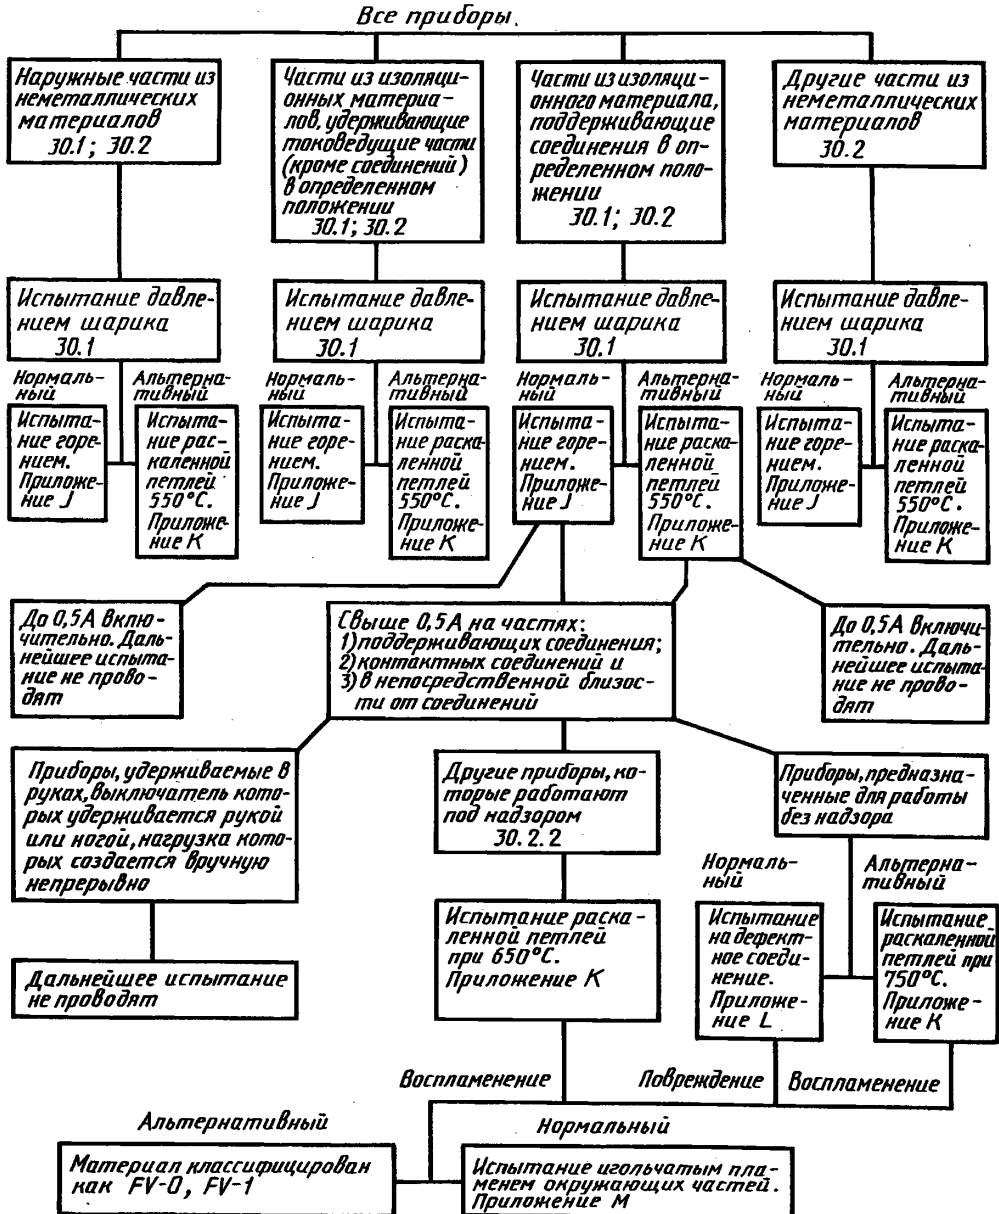 Все приборы.
Наружные части из
неметаллических
материалов
30.1; 30.2
Части из изоляци-
онных материа-
лов, удерживающие
токоведущие части
(кроме соединений)
в определенном
положении
30.1; 30.2
Части из изоляци-
онного материала,
поддерживающие
соединения в оп-
ределенном поло-
жении
30.1; 30.2
Другие части из
неметаллических
материалов
30.2
Испытание давле-
нием шарика
30.1
Испытание давле-
нием шарика
30.1
Испытание давле-
нием шарика
30.1
Испытание давле-
нием шарика
30.1
Нормаль-
ный
Альтерна-
тивный
Нормаль-
ный
Альтерна-
тивный
Нормаль-
ный
Альтерна-
тивный
Нормаль-
ный
Альтерна-
тивный
Испыта-
ние горе-
нием.
Приложе-
ние J
Испыта-
ние рас-
каленной
петлей
550°С.
Приложе-
ние К
Испыта-
ние горе-
нием.
Приложе-
ние J
Испыта-
ние раска-
ленной
петлей
550°С.
Приложе-
ние К
Испыта-
ние горе-
нием.
Приложе-
ние J
Испыта-
ние раска-
ленной
петлей
550°С.
Приложе-
ние К
Испыта-
ние горе-
нием.
Приложе-
ние J
Испыта-
ние раска-
ленной
петлей
550°С.
Приложе-
ние К
До 0,5А Вклю-
чительно. Даль-
нейшее испыта-
ние не прово-
дят
Свыше 0,5А на частях:
1) поддерживающих соединения;
2) контактных соединений и
3) в непосредственной близос-
ти от соединений
До 0,5А Включи-
тельно. Даль-
нейшее испыта-
ние не прово-
дят
Приборы, удерживаемые в
руках, выключатель кото-
рых удерживается рукой
или ногой, нагрузка кото-
рых создается вручную
непрерывно
Другие приборы, ко-
торые работают
под надзором
30.2.2
Приборы, предназна-
ченные для работы
без надзора
Нормаль-
ный
Альтерна-
тивный
Дальнейшее испытание
не проводят
Испытание раска-
ленной петлей
при 650°С.
Приложение К
Испытание
на дефект-
ное соеди-
нение.
Приложе-
ние L
Испытание
раскаленной
петлей при
750°С.
Приложе-
ние К
Воспламенение
Повреждение
Воспламенение
Альтернативный
Нормальный
Материал классифицирован
как FV-0, FV-1
Испытание игольчатым пла-
менем окружающих частей.
Приложение М